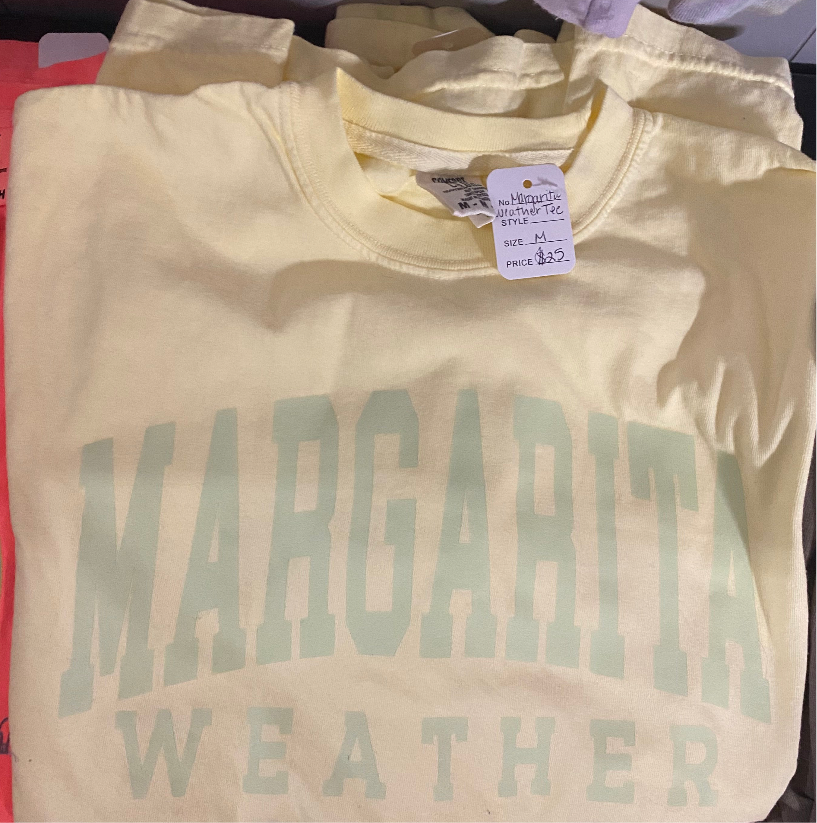 No. Margarita
Weather Tee
STYLE
SIZE M
PRICE $25
MARGARITA
WEATHER